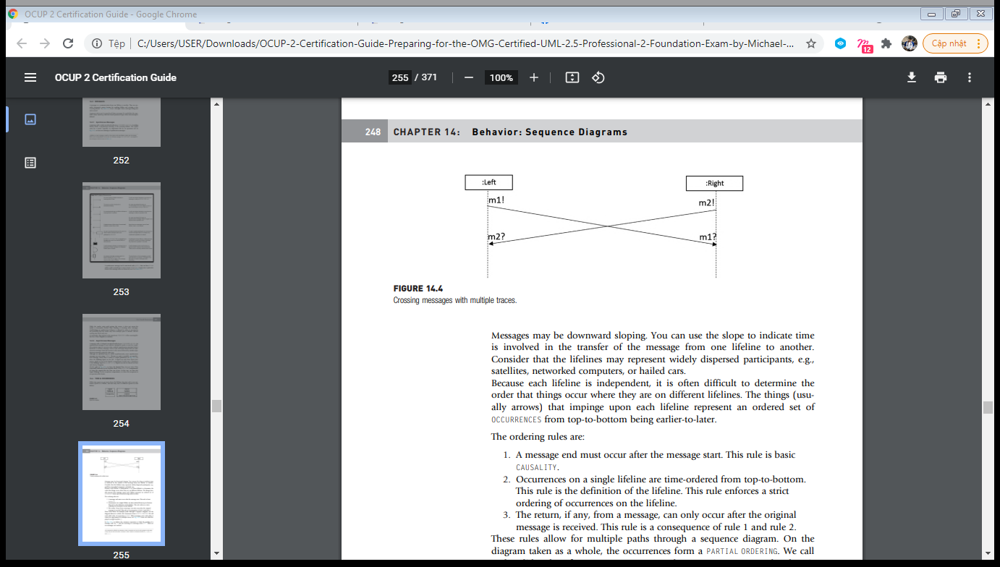 OCUP 2 Certification Guide - Google Chrome
Tệp C:/Users/USER/Downloads/OCUP-2-Certification-Guide-Preparing-for-the-OMG-Certified-UML-2.5-Professional-2-Foundation-Exam-by-Michael-... 12 Cập nhật
OCUP 2 Certification Guide 255 / 371 100%
252
253
254
255
248 CHAPTER 14: Behavior: Sequence Diagrams
:Left :Right
m1! m2!
m2? m1?
FIGURE 14.4
Crossing messages with multiple traces.
Messages may be downward sloping. You can use the slope to indicate time
is involved in the transfer of the message from one lifeline to another.
Consider that the lifelines may represent widely dispersed participants, e.g.,
satellites, networked computers, or hailed cars.
Because each lifeline is independent, it is often difficult to determine the
order that things occur where they are on different lifelines. The things (usu-
ally arrows) that impinge upon each lifeline represent an ordered set of
OCCURRENCES from top-to-bottom being earlier-to-later.
The ordering rules are:
1. A message end must occur after the message start. This rule is basic
CAUSALITY.
2. Occurrences on a single lifeline are time-ordered from top-to-bottom.
This rule is the definition of the lifeline. This rule enforces a strict
ordering of occurrences on the lifeline.
3. The return, if any, from a message, can only occur after the original
message is received. This rule is a consequence of rule 1 and rule 2.
These rules allow for multiple paths through a sequence diagram. On the
diagram taken as a whole, the occurrences form a PARTIAL ORDERING. We call